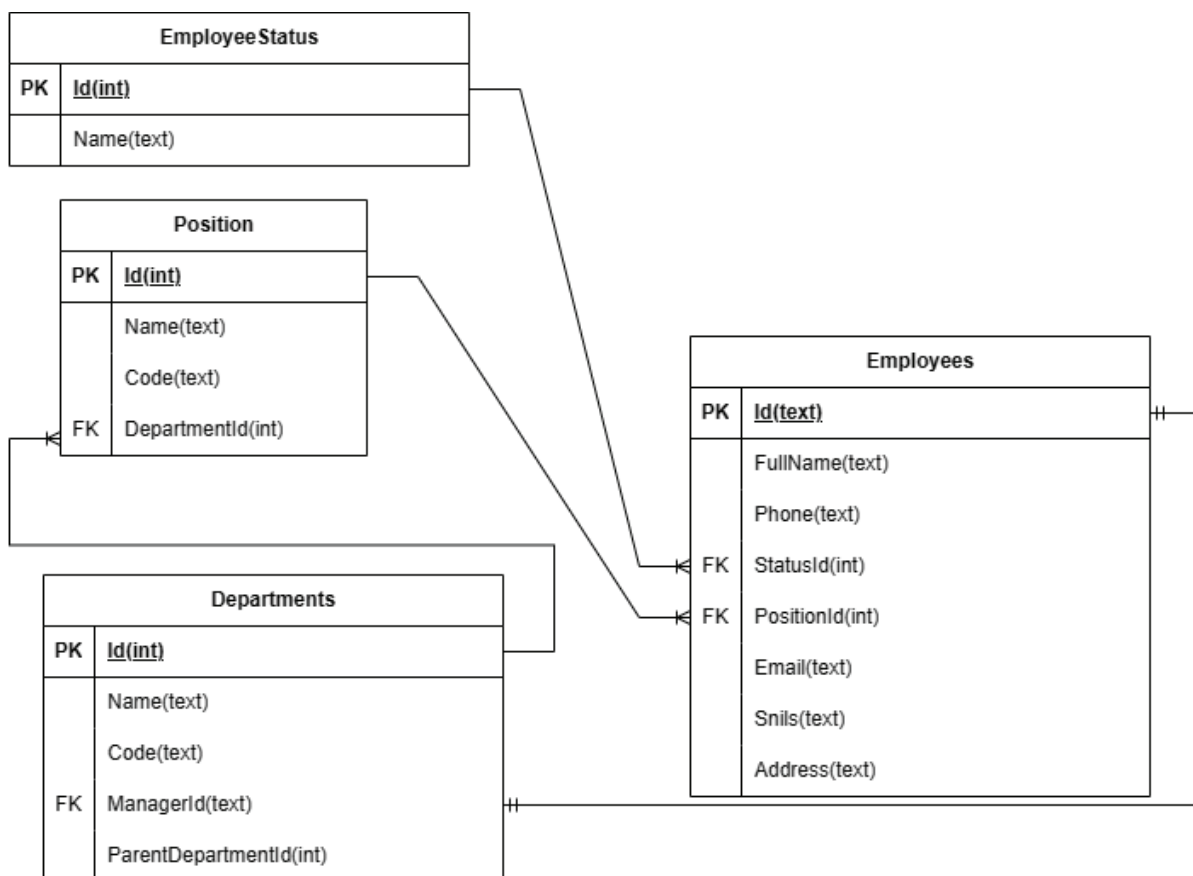 EmployeeStatus
PK Id(int)
Name(text)
Position
PK Id(int)
Name(text)
Code(text)
FK DepartmentId(int)
Employees
PK Id(text)
FullName(text)
Phone(text)
FK StatusId(int)
FK PositionId(int)
Email(text)
Snils(text)
Address(text)
Departments
PK Id(int)
Name(text)
Code(text)
FK ManagerId(text)
ParentDepartmentId(int)